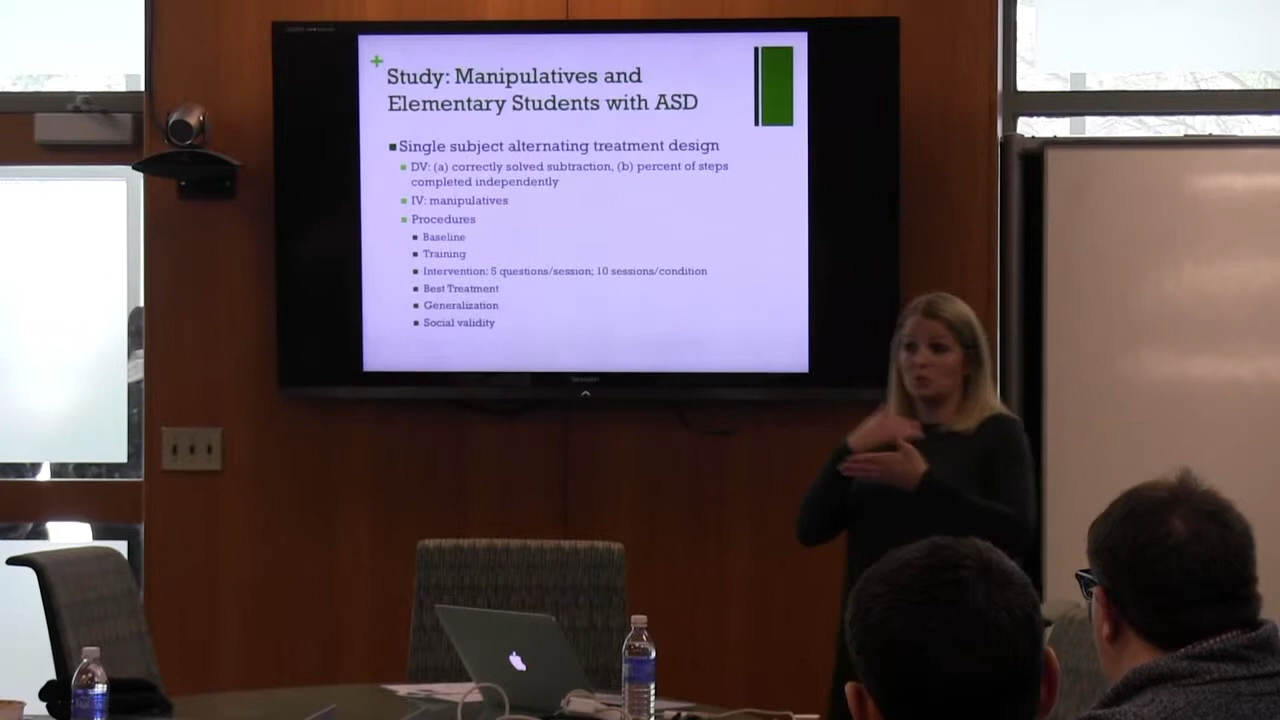 +
Study: Manipulatives and
Elementary Students with ASD
Single subject alternating treatment design
DV: (a) correctly solved subtraction, (b) percent of steps
completed independently
IV: manipulatives
Procedures
Baseline
Training
Intervention: 5 questions/session; 10 sessions/condition
Best Treatment
Generalization
Social validity